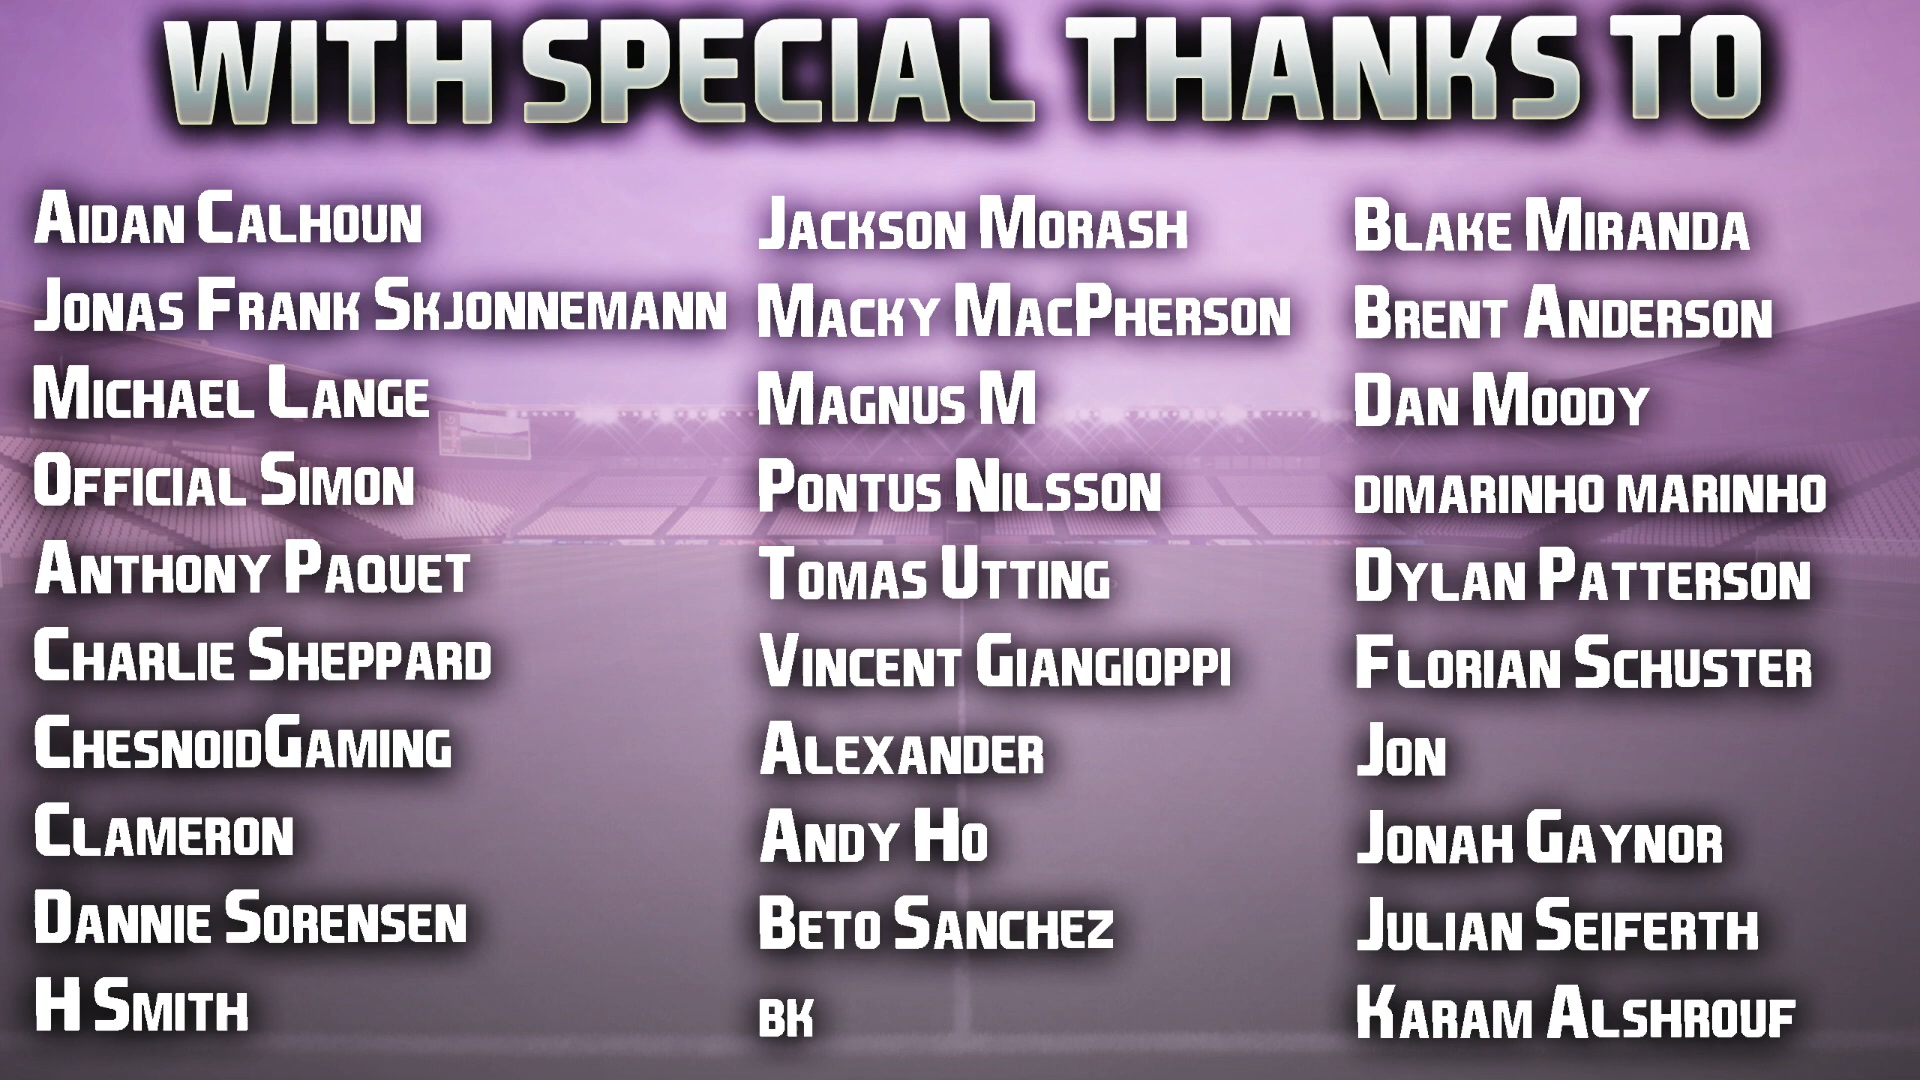 WITH SPECIAL THANKS TO
Aidan Calhoun
Jonas Frank Skjonnemann
Michael Lange
Official Simon
Anthony Paquet
Charlie Sheppard
ChesnoidGaming
Clameron
Dannie Sorensen
H Smith
Jackson Morash
Macky MacPherson
Magnus M
Pontus Nilsson
Tomas Utting
Vincent Giangioppi
Alexander
Andy Ho
Beto Sanchez
bk
Blake Miranda
Brent Anderson
Dan Moody
dimarinho marinho
Dylan Patterson
Florian Schuster
Jon
Jonah Gaynor
Julian Seiferth
Karam Alshrouf